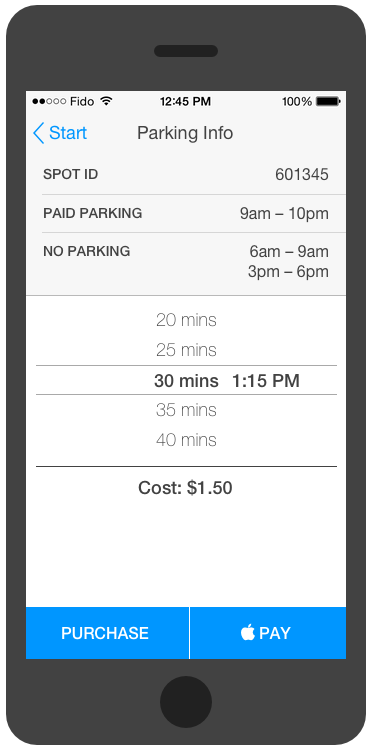 Fido 12:45 PM 100%
Start Parking Info
SPOT ID 601345
PAID PARKING 9am – 10pm
NO PARKING 6am – 9am
3pm – 6pm
20 mins
25 mins
30 mins 1:15 PM
35 mins
40 mins
Cost: $1.50
PURCHASE PAY